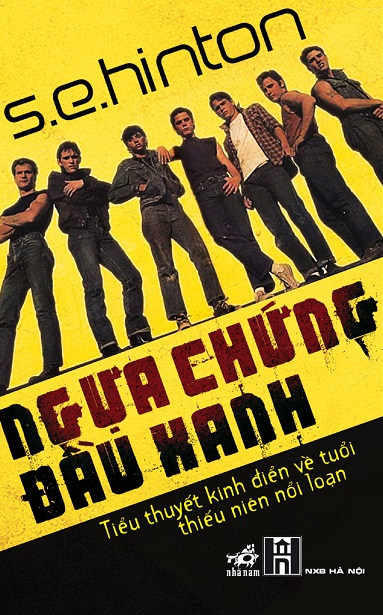 s.e.hinton
NGỰA CHỨNG
ĐẦU XANH
Tiểu thuyết kinh điển về tuổi
thiếu niên nổi loạn
nhã nam
NXB HÀ NỘI